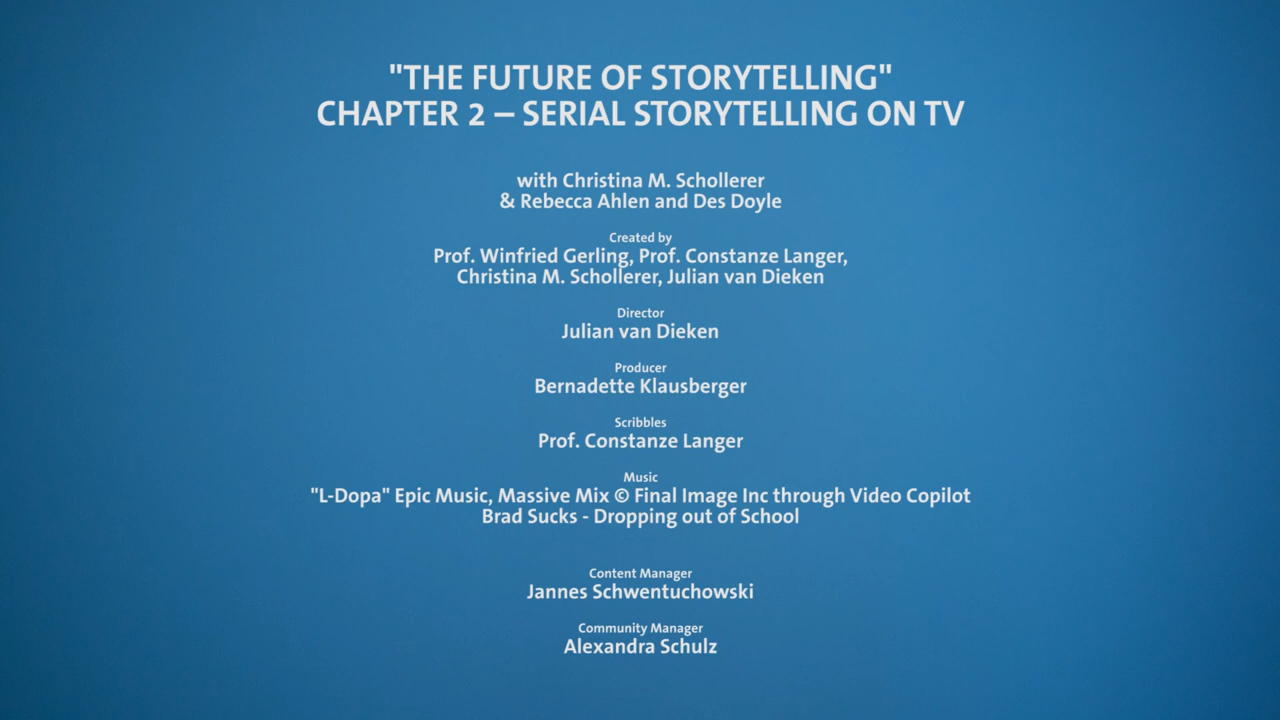 "THE FUTURE OF STORYTELLING"
CHAPTER 2 – SERIAL STORYTELLING ON TV
with Christina M. Schollerer
& Rebecca Ahlen and Des Doyle
Created by
Prof. Winfried Gerling, Prof. Constanze Langer,
Christina M. Schollerer, Julian van Dieken
Director
Julian van Dieken
Producer
Bernadette Klausberger
Scribbles
Prof. Constanze Langer
Music
"L-Dopa" Epic Music, Massive Mix © Final Image Inc through Video Copilot
Brad Sucks - Dropping out of School
Content Manager
Jannes Schwentuchowski
Community Manager
Alexandra Schulz